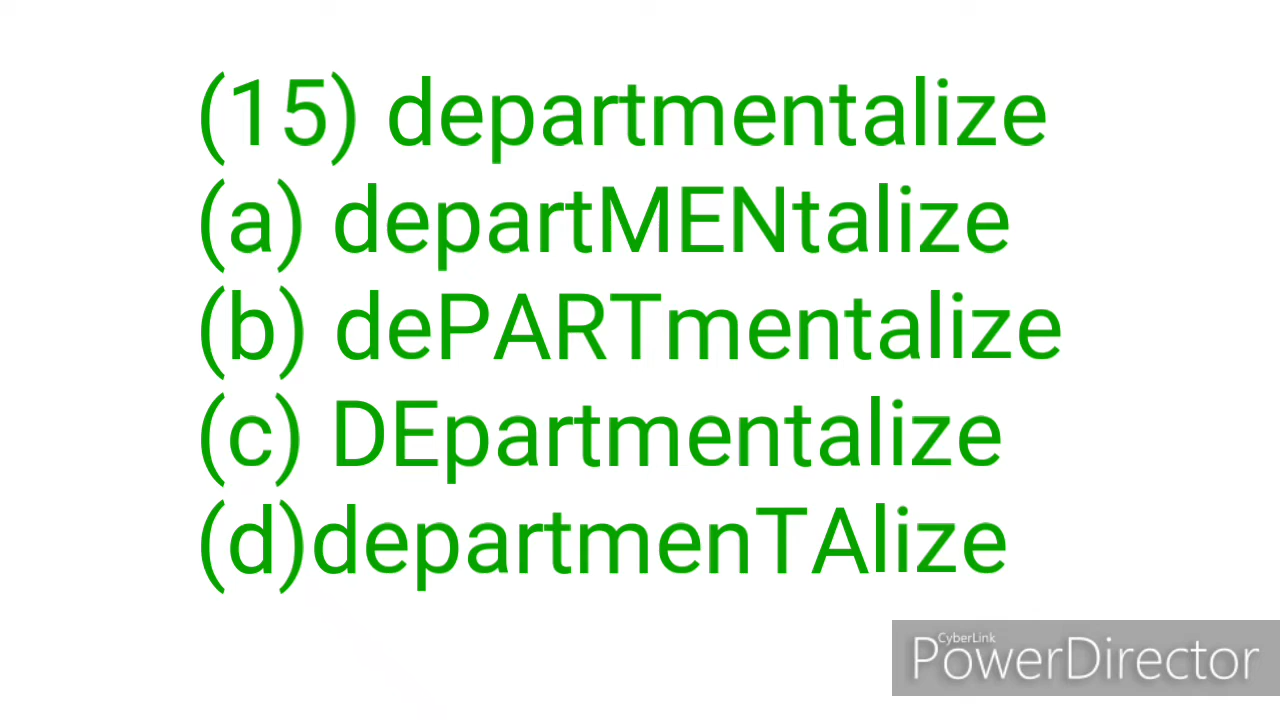 (15) departmentalize
(a) departMENtalize
(b) dePARTmentalize
(c) DEpartmentalize
(d)departmenTAlize
CyberLink
PowerDirector